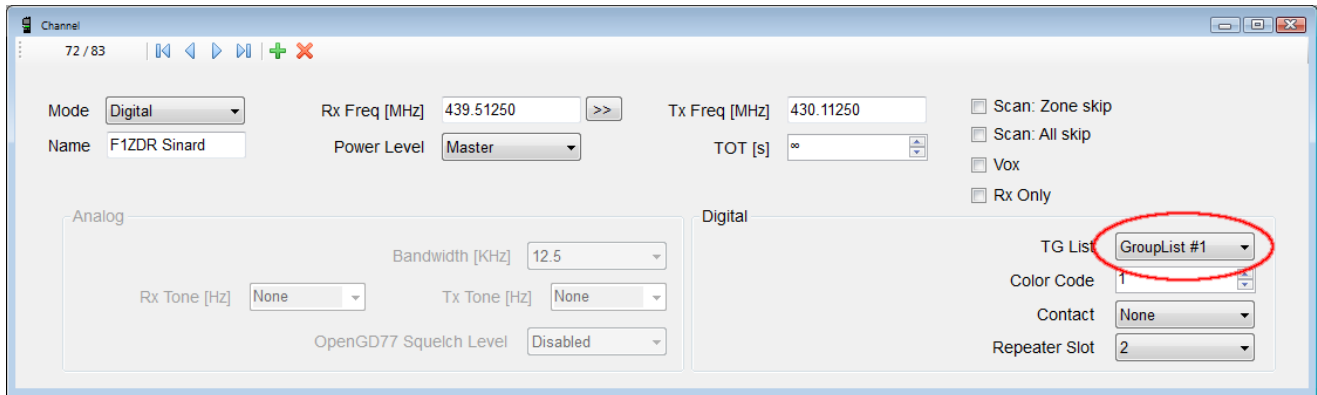 Channel
72 / 83
Mode Digital Rx Freq [MHz] 439.51250 >> Tx Freq [MHz] 430.11250 Scan: Zone skip
Name F1ZDR Sinard Power Level Master TOT [s] ∞ Scan: All skip
Vox
Rx Only
Analog
Bandwidth [KHz] 12.5
Rx Tone [Hz] None Tx Tone [Hz] None
OpenGD77 Squelch Level Disabled
Digital
TG List GroupList #1
Color Code 1
Contact None
Repeater Slot 2